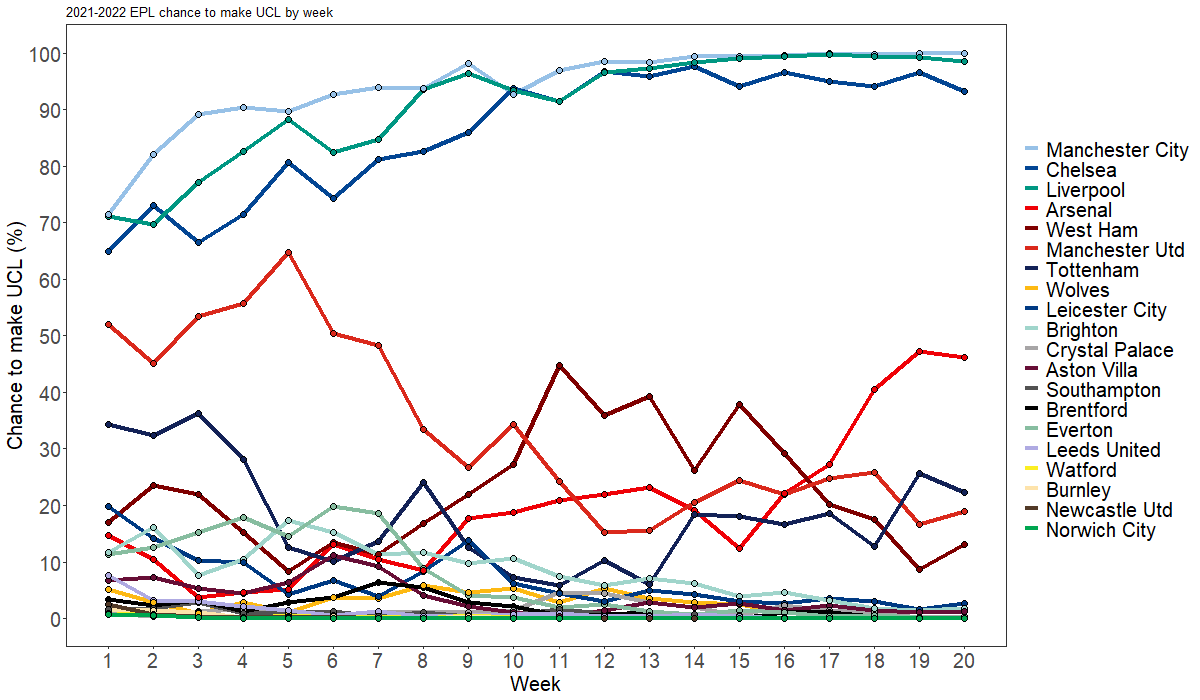 2021-2022 EPL chance to make UCL by week
Chance to make UCL (%)
100
90
80
70
60
50
40
30
20
10
0
1 2 3 4 5 6 7 8 9 10 11 12 13 14 15 16 17 18 19 20
Week
Manchester City
Chelsea
Liverpool
Arsenal
West Ham
Manchester Utd
Tottenham
Wolves
Leicester City
Brighton
Crystal Palace
Aston Villa
Southampton
Brentford
Everton
Leeds United
Watford
Burnley
Newcastle Utd
Norwich City